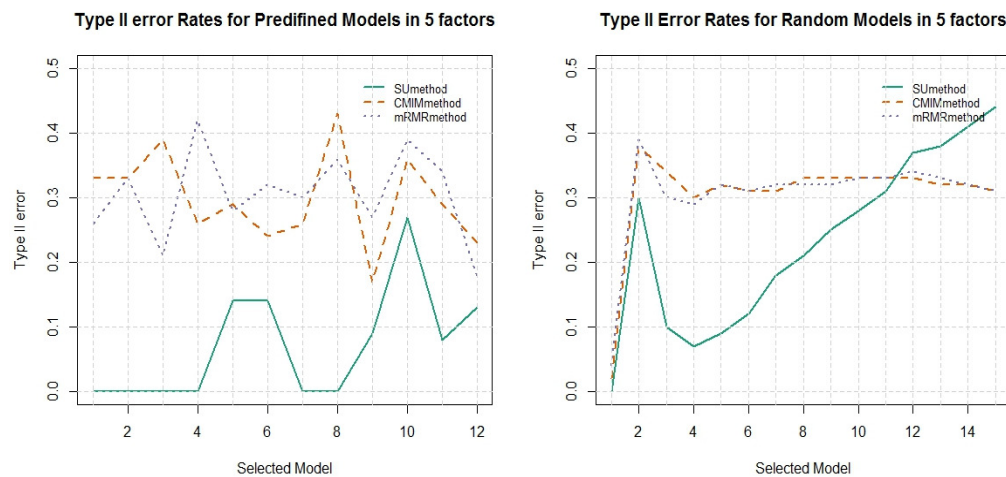 Type II error Rates for Predifined Models in 5 factors
Type II error
0.5
0.4
0.3
0.2
0.1
0.0
SUmethod
CMIMmethod
mRMRmethod
2 4 6 8 10 12
Selected Model
Type II Error Rates for Random Models in 5 factors
Type II error
0.5
0.4
0.3
0.2
0.1
0.0
SUmethod
CMIMmethod
mRMRmethod
2 4 6 8 10 12 14
Selected Model